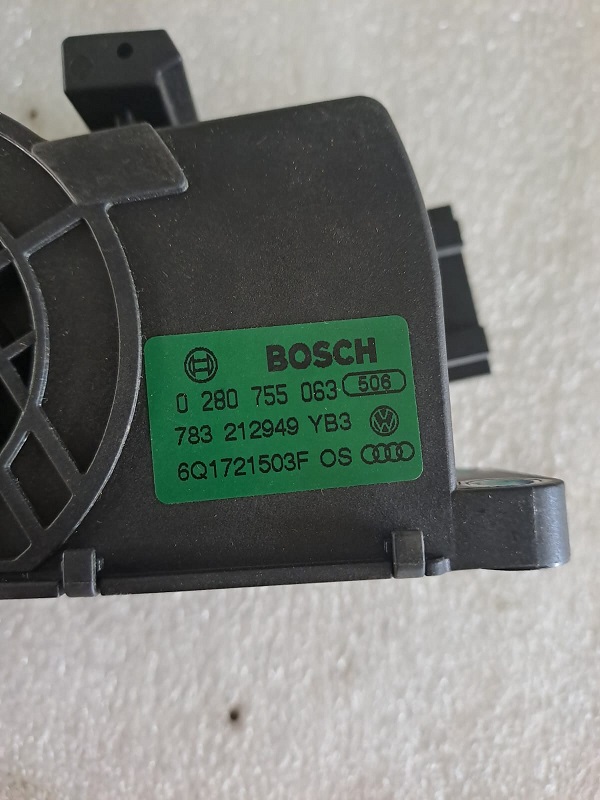 BOSCH
0 280 755 063 506
783 212949 YB3
6Q1721503F OS